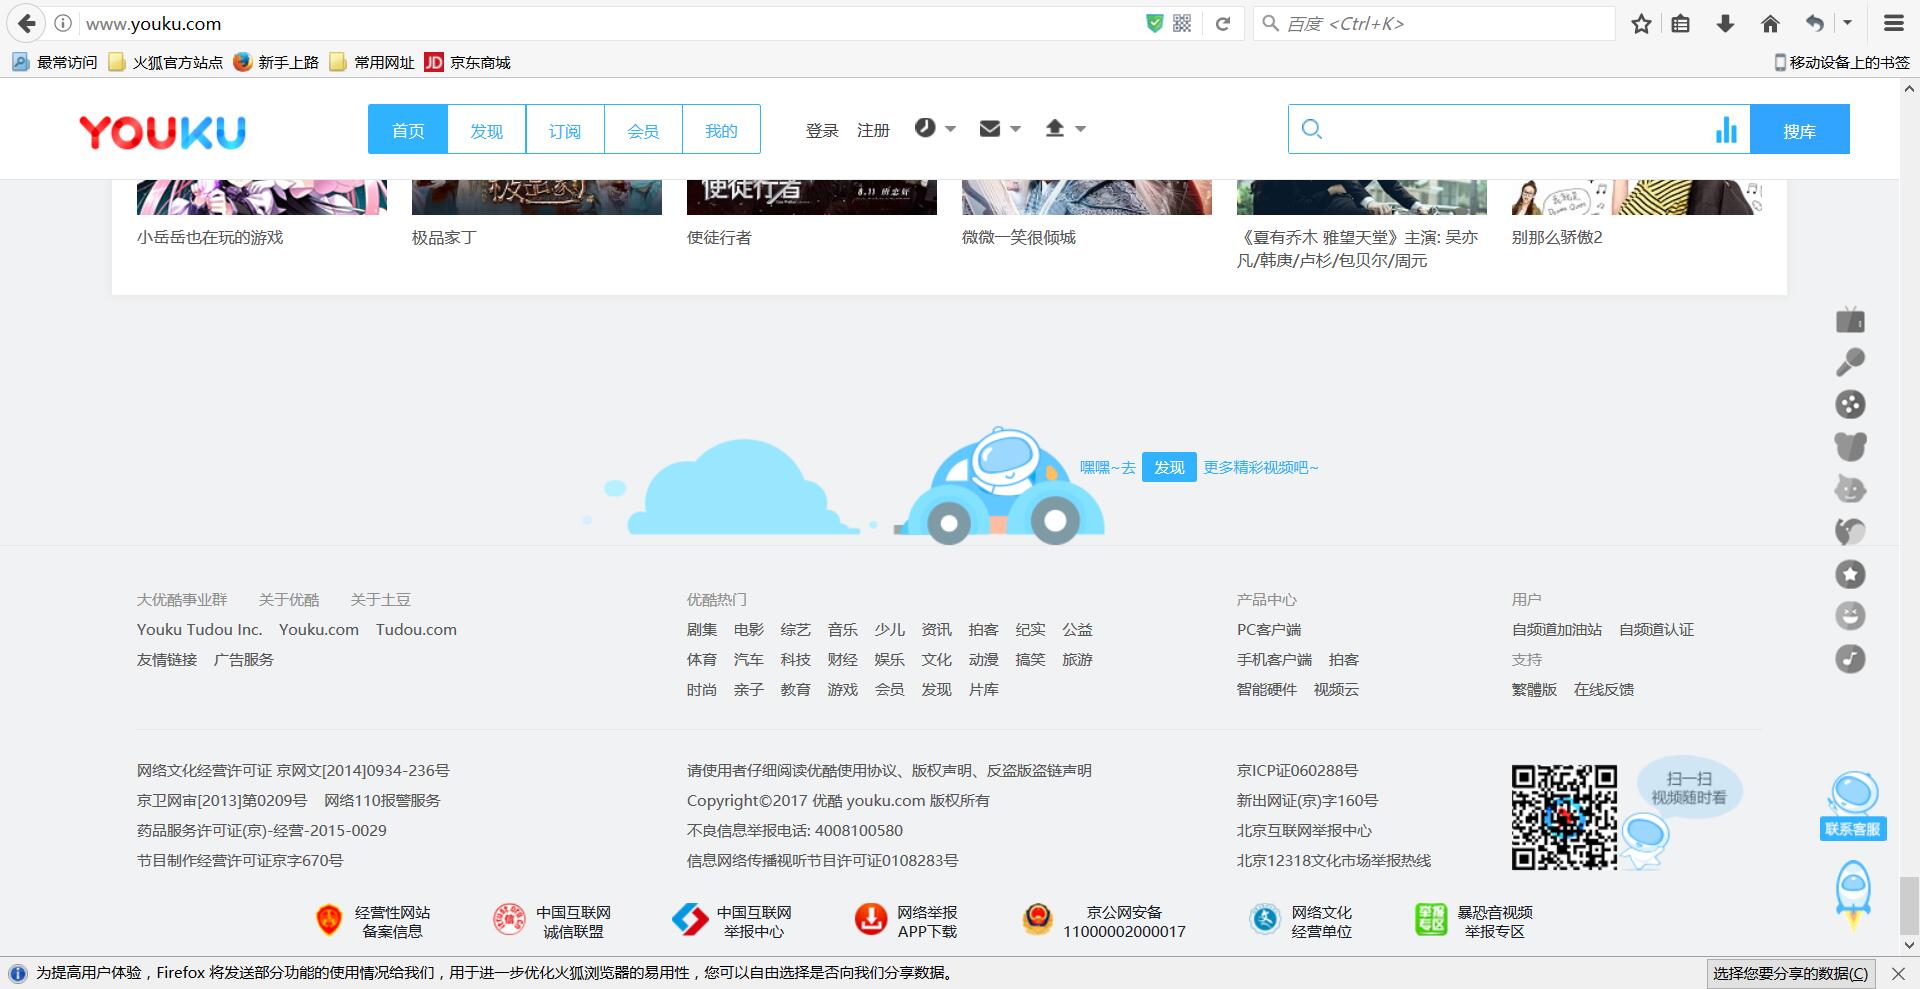 www.youku.com
百度 <Ctrl+K>
最常访问 火狐官方站点 新手上路 常用网址 JD 京东商城 移动设备上的书签
YOUKU 首页 发现 订阅 会员 我的 登录 注册 搜库
极品家丁 使徒行者 8.11
小岳岳也在玩的游戏 极品家丁 使徒行者 微微一笑很倾城 《夏有乔木 雅望天堂》主演: 吴亦 别那么骄傲2
凡/韩庚/卢杉/包贝尔/周元
嘿嘿~去 发现 更多精彩视频吧~
大优酷事业群 关于优酷 关于土豆 优酷热门 产品中心 用户
Youku Tudou Inc. Youku.com Tudou.com 剧集 电影 综艺 音乐 少儿 资讯 拍客 纪实 公益 PC客户端 自频道加油站 自频道认证
友情链接 广告服务 体育 汽车 科技 财经 娱乐 文化 动漫 搞笑 旅游 手机客户端 拍客 支持
时尚 亲子 教育 游戏 会员 发现 片库 智能硬件 视频云 繁體版 在线反馈
网络文化经营许可证 京网文[2014]0934-236号 请使用者仔细阅读优酷使用协议、版权声明、反盗版盗链声明 京ICP证060288号 扫一扫
京卫网审[2013]第0209号 网络110报警服务 Copyright©2017 优酷 youku.com 版权所有 新出网证(京)字160号 视频随时看
药品服务许可证(京)-经营-2015-0029 不良信息举报电话: 4008100580 北京互联网举报中心 联系客服
节目制作经营许可证京字670号 信息网络传播视听节目许可证0108283号 北京12318文化市场举报热线
经营性网站 中国互联网 中国互联网 网络举报 京公网安备 网络文化 举报 暴恐音视频
备案信息 信 诚信联盟 举报中心 APP下载 11000002000017 经营单位 专区 举报专区
为提高用户体验，Firefox 将发送部分功能的使用情况给我们，用于进一步优化火狐浏览器的易用性，您可以自由选择是否向我们分享数据。 选择您要分享的数据(C)